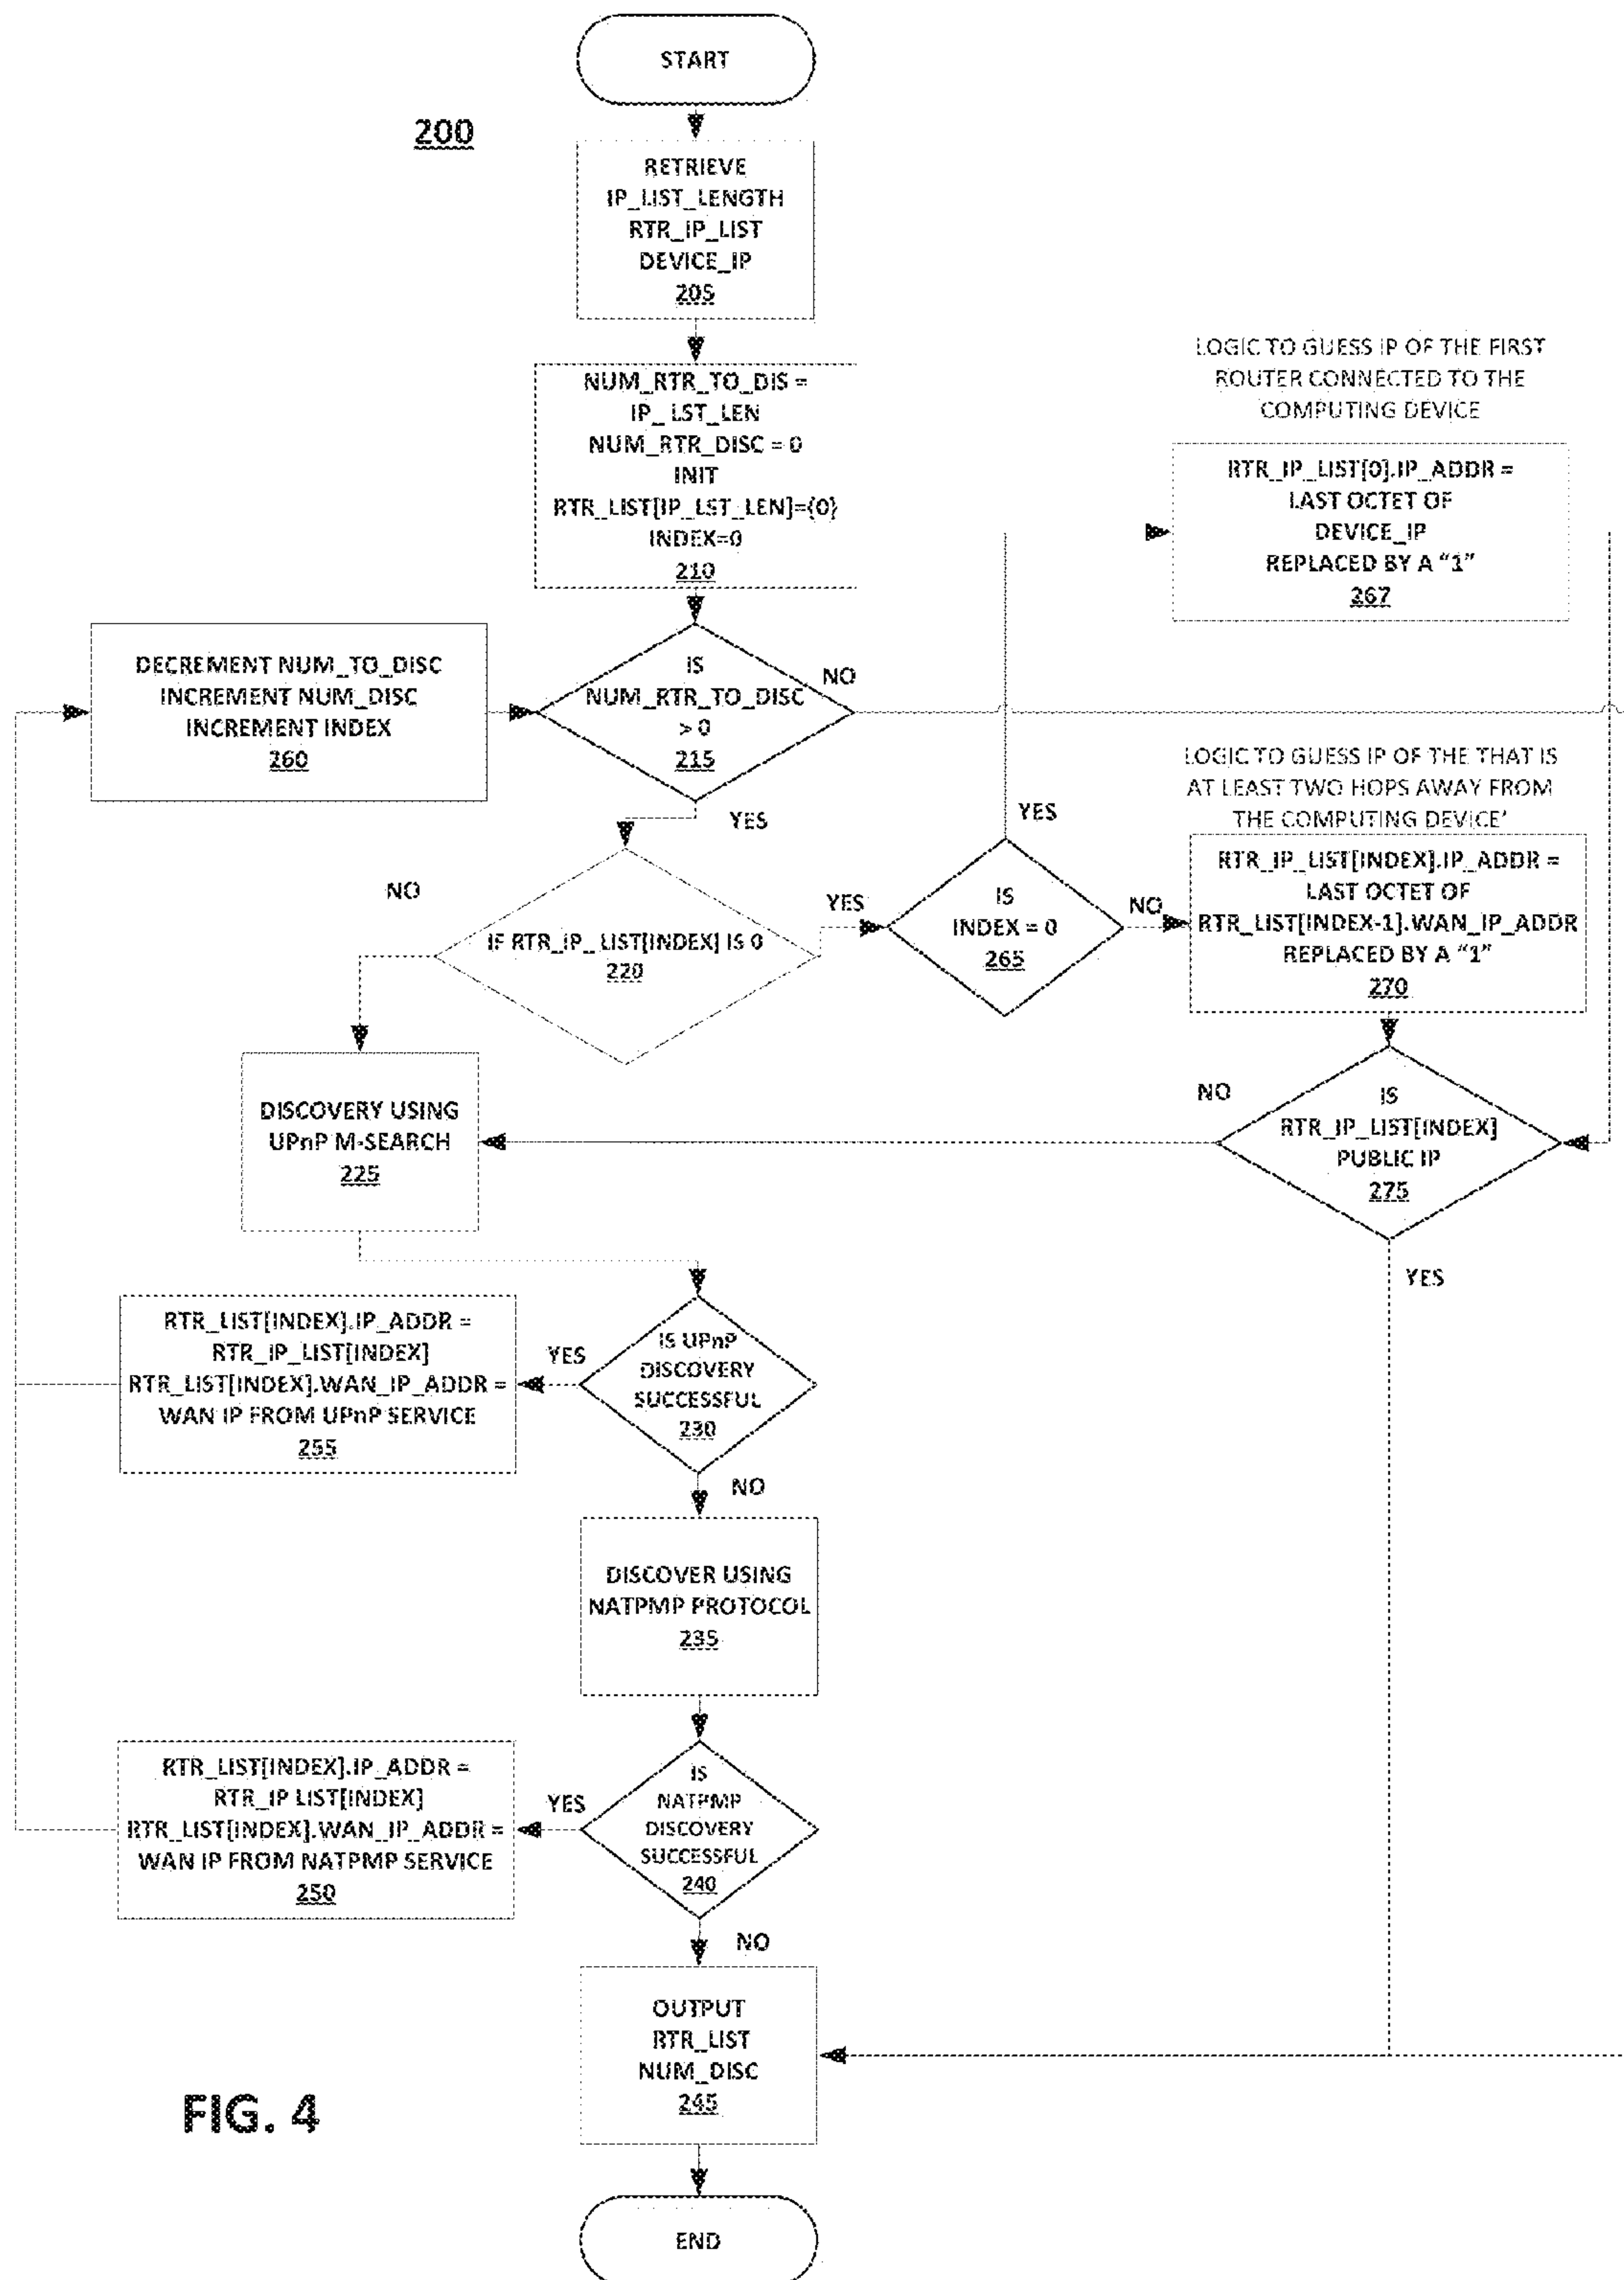 START
200
RETRIEVE
IP_LIST_LENGTH
RTR_IP_LIST
DEVICE_IP
205
NUM_RTR_TO_DIS =
IP_ LST_LEN
NUM_RTR_DISC = 0
INIT
RTR_LIST[IP_LST_LEN]={0}
INDEX=0
210
LOGIC TO GUESS IP OF THE FIRST
ROUTER CONNECTED TO THE
COMPUTING DEVICE
RTR_IP_LIST[0].IP_ADDR =
LAST OCTET OF
DEVICE_IP
REPLACED BY A “1”
267
DECREMENT NUM_TO_DISC
INCREMENT NUM_DISC
INCREMENT INDEX
260
IS
NUM_RTR_TO_DISC
> 0
215
NO
YES
LOGIC TO GUESS IP OF THE THAT IS
AT LEAST TWO HOPS AWAY FROM
THE COMPUTING DEVICE'
NO
IF RTR_IP_ LIST[INDEX] IS 0
220
YES
YES
IS
INDEX = 0
265
NO
RTR_IP_LIST[INDEX].IP_ADDR =
LAST OCTET OF
RTR_LIST[INDEX-1].WAN_IP_ADDR
REPLACED BY A “1”
270
DISCOVERY USING
UPnP M-SEARCH
225
NO
IS
RTR_IP_LIST[INDEX]
PUBLIC IP
275
YES
RTR_LIST[INDEX].IP_ADDR =
RTR_IP_LIST[INDEX]
RTR_LIST[INDEX].WAN_IP_ADDR =
WAN IP FROM UPnP SERVICE
255
YES
IS UPnP
DISCOVERY
SUCCESSFUL
230
NO
DISCOVER USING
NATPMP PROTOCOL
235
RTR_LIST[INDEX].IP_ADDR =
RTR_IP LIST[INDEX]
RTR_LIST[INDEX].WAN_IP_ADDR =
WAN IP FROM NATPMP SERVICE
250
YES
IS
NATPMP
DISCOVERY
SUCCESSFUL
240
NO
OUTPUT
RTR_LIST
NUM_DISC
245
FIG. 4
END